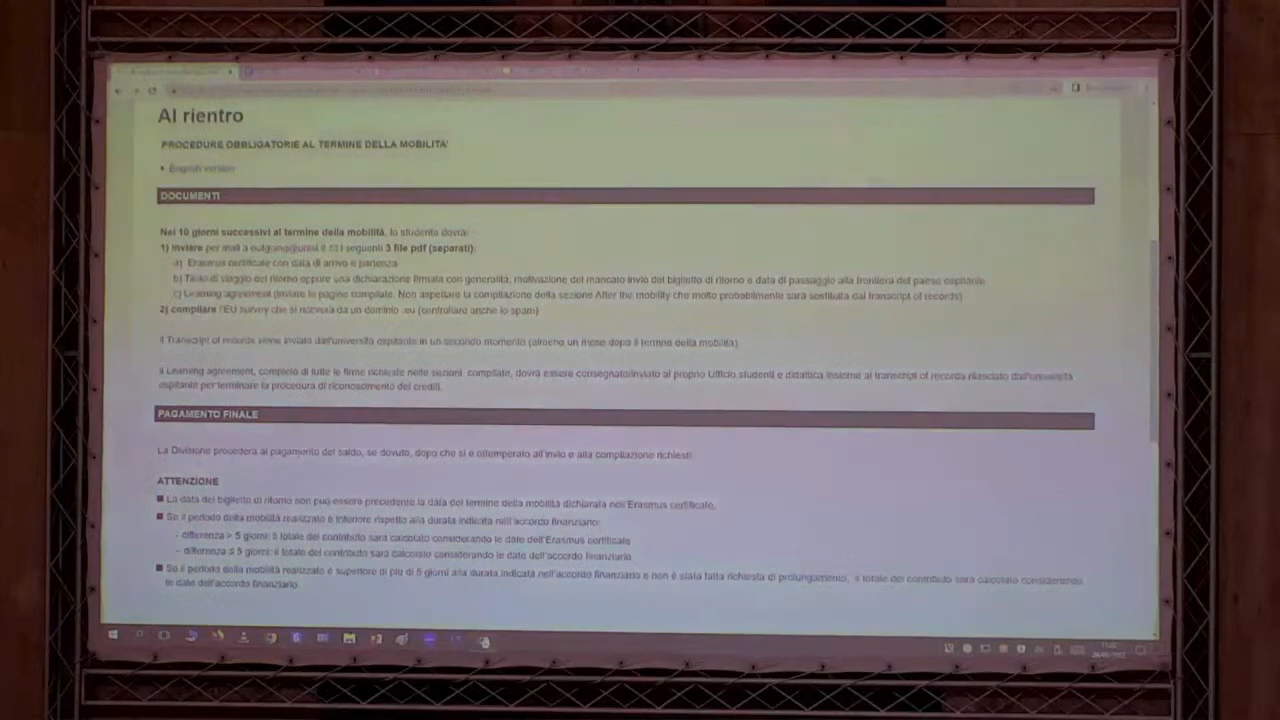 Al rientro
PROCEDURE OBBLIGATORIE AL TERMINE DELLA MOBILITA'
English version
DOCUMENTI
Nei 10 giorni successivi al termine della mobilità, lo studente dovrà:
1) inviare per mail a i seguenti 3 file pdf (separati):
a) Erasmus certificate con data di arrivo e partenza
b) Titolo di viaggio del ritorno oppure una dichiarazione firmata con generalità, motivazione del mancato invio del biglietto di ritorno e data di passaggio alla frontiera del paese ospitante
c) Learning agreement (inviare le pagine compilate. Non aspettare la compilazione della sezione After the mobility che molto probabilmente sarà sostituita dal transcript of records)
2) compilare l'EU survey che si riceverà da un dominio .eu (controllare anche lo spam)
Il Transcript of records viene inviato dall'università ospitante in un secondo momento (almeno un mese dopo il termine della mobilità)
Il Learning agreement, completo di tutte le firme richieste nelle sezioni compilate, dovrà essere consegnato/inviato al proprio Ufficio studenti e didattica insieme al transcript of records rilasciato dall'università
ospitante per terminare la procedura di riconoscimento dei crediti.
PAGAMENTO FINALE
La Divisione procederà al pagamento del saldo, se dovuto, dopo che si è ottemperato all'invio e alla compilazione richiesti
ATTENZIONE
La data del biglietto di ritorno non può essere precedente la data del termine della mobilità dichiarata nell'Erasmus certificate.
Se il periodo della mobilità realizzato è inferiore rispetto alla durata indicata nell'accordo finanziario:
- differenza > 5 giorni: il totale del contributo sarà calcolato considerando le date dell'Erasmus certificate
- differenza ≤ 5 giorni: il totale del contributo sarà calcolato considerando le date dell'accordo finanziario
Se il periodo della mobilità realizzato è superiore di più di 5 giorni alla durata indicata nell'accordo finanziario e non è stata fatta richiesta di prolungamento, il totale del contributo sarà calcolato considerando
le date dell'accordo finanziario.